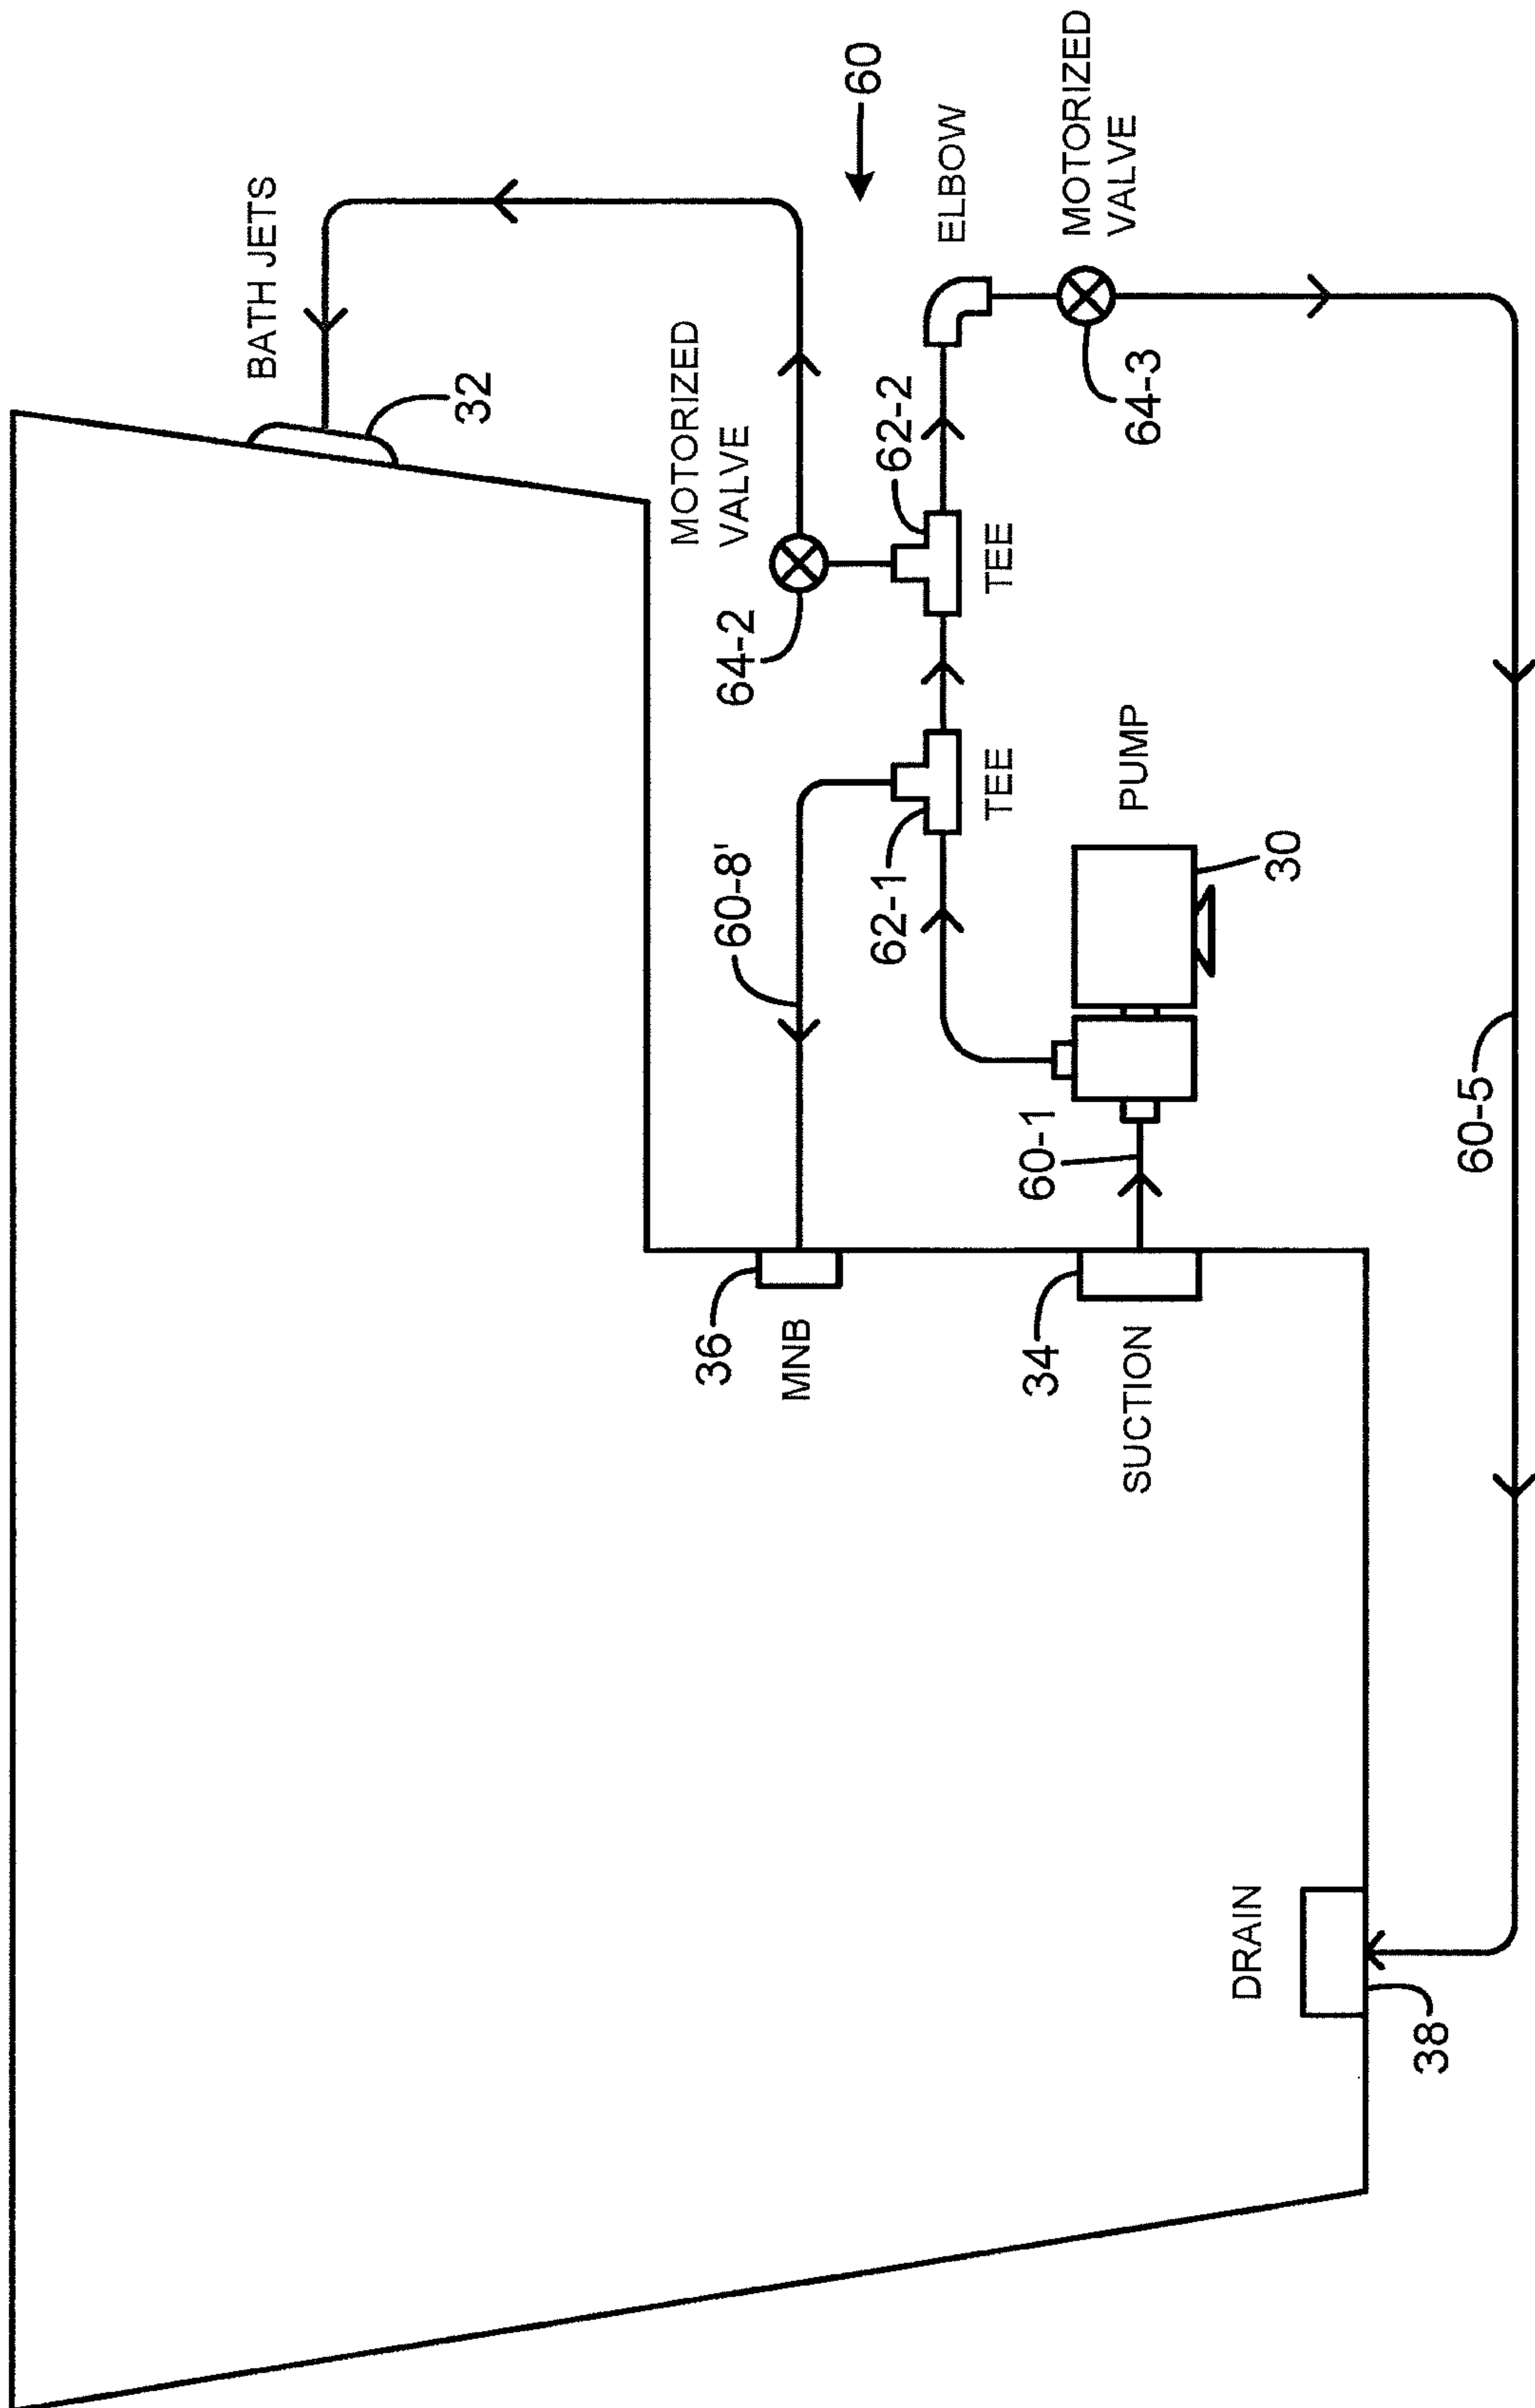 BATH JETS
32
60
MOTORIZED
VALVE
64-2
36
MNB
60-8'
62-1
62-2
TEE
TEE
ELBOW
MOTORIZED
VALVE
64-3
34
SUCTION
60-1
PUMP
30
DRAIN
38
60-5